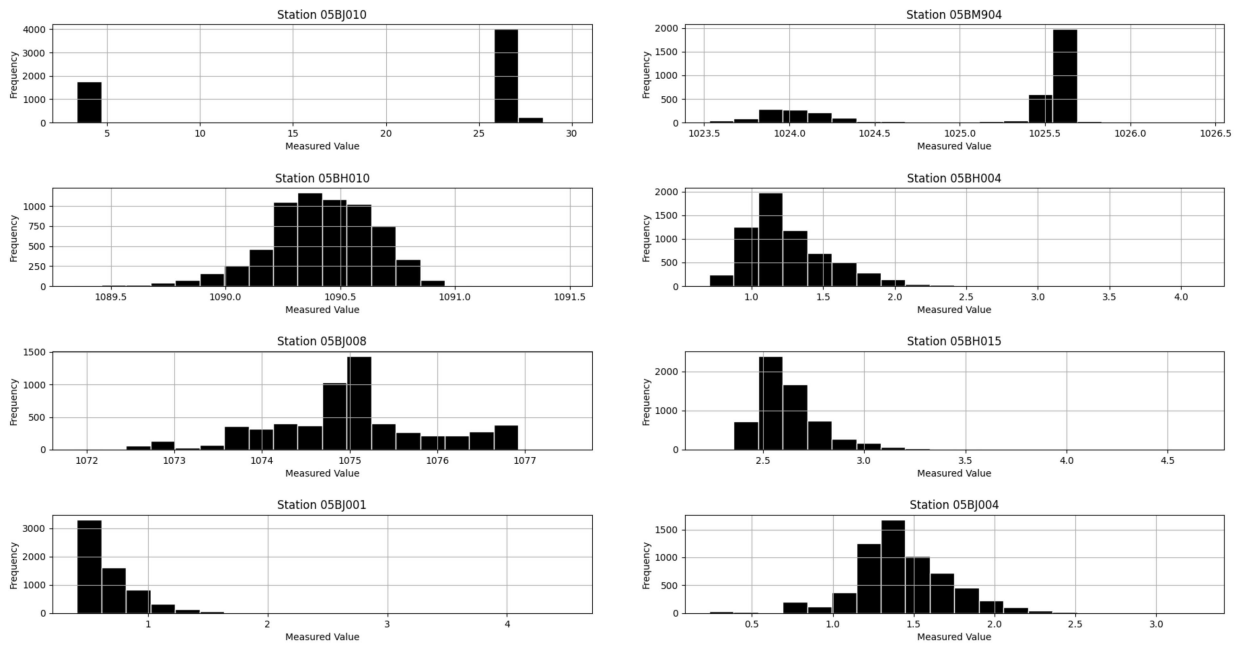 Station 05BJ010
Frequency
4000
3000
2000
1000
0
5 10 15 20 25 30
Measured Value
Station 05BM904
Frequency
2000
1500
1000
500
0
1023.5 1024.0 1024.5 1025.0 1025.5 1026.0 1026.5
Measured Value
Station 05BH010
Frequency
1000
750
500
250
0
1089.5 1090.0 1090.5 1091.0 1091.5
Measured Value
Station 05BH004
Frequency
2000
1500
1000
500
0
1.0 1.5 2.0 2.5 3.0 3.5 4.0
Measured Value
Station 05BJ008
Frequency
1500
1000
500
0
1072 1073 1074 1075 1076 1077
Measured Value
Station 05BH015
Frequency
2000
1000
0
2.5 3.0 3.5 4.0 4.5
Measured Value
Station 05BJ001
Frequency
3000
2000
1000
0
1 2 3 4
Measured Value
Station 05BJ004
Frequency
1500
1000
500
0
0.5 1.0 1.5 2.0 2.5 3.0
Measured Value